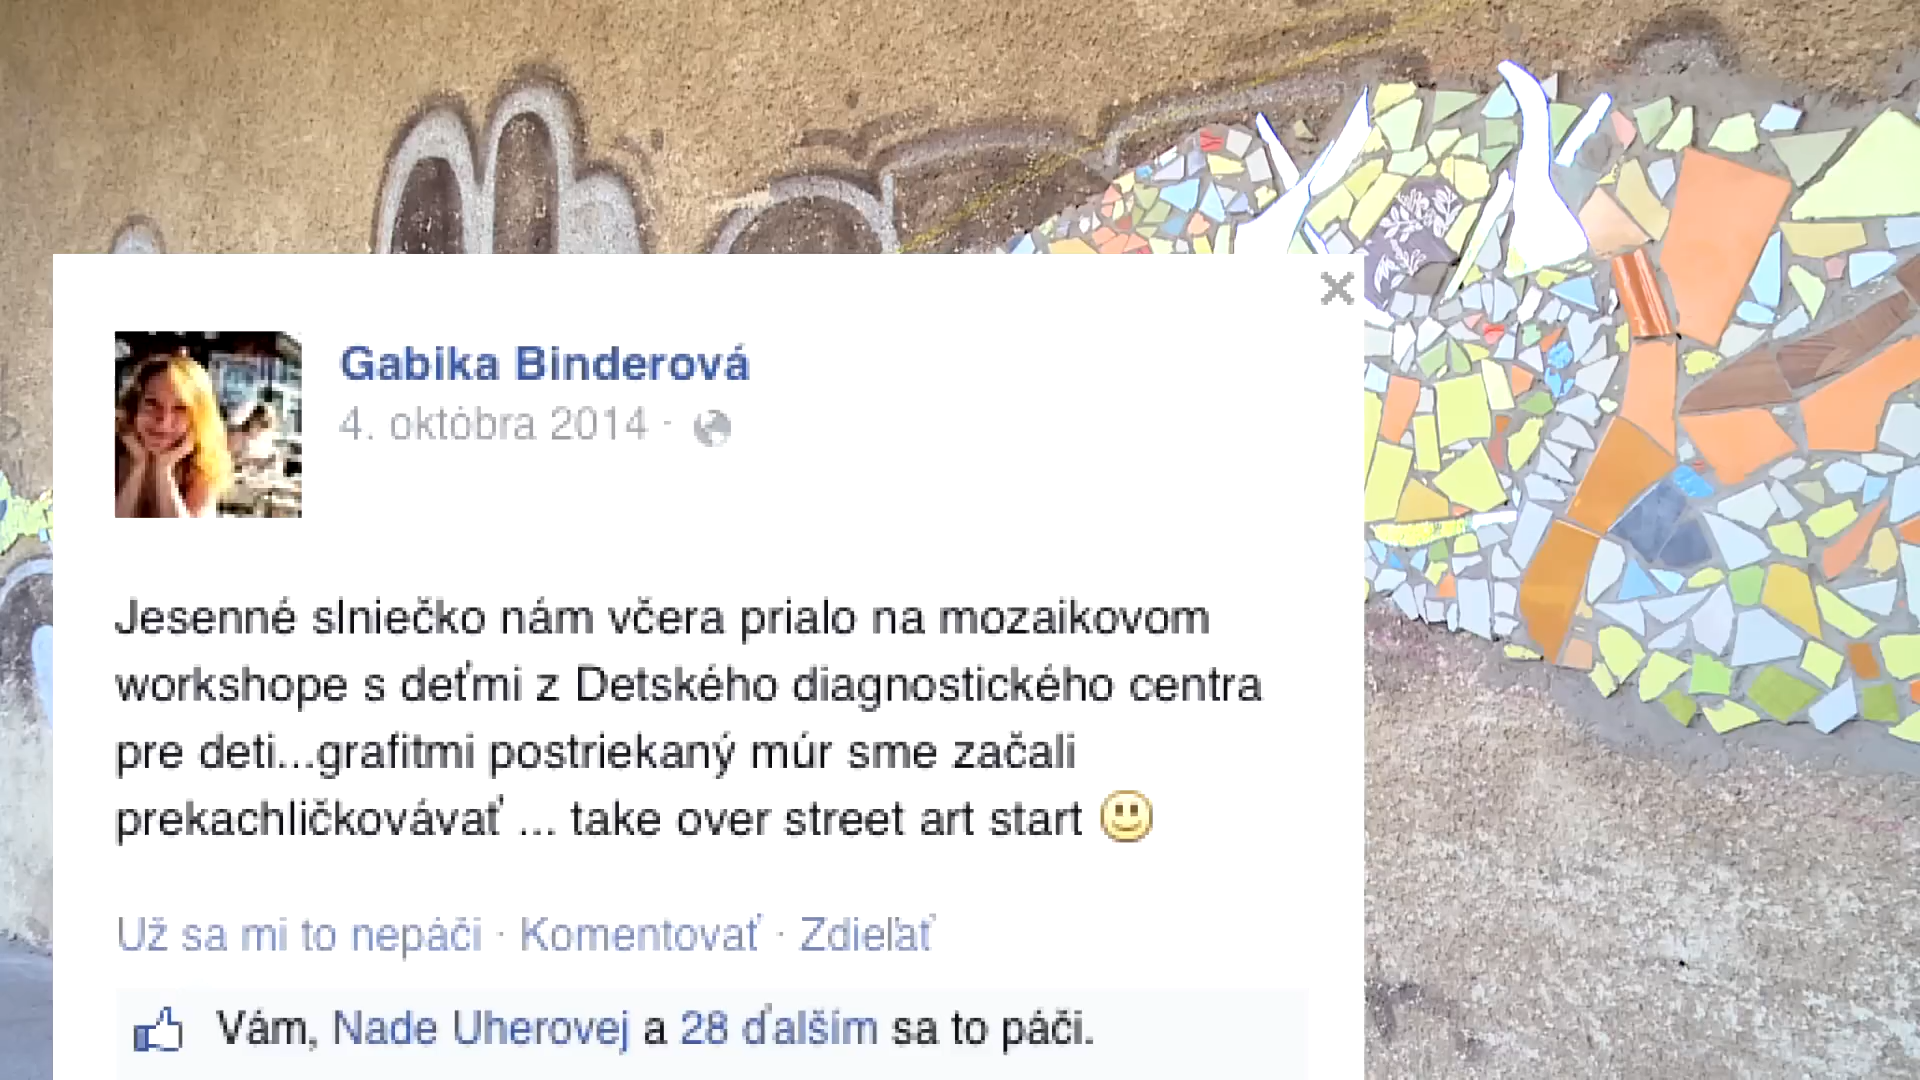 Gabika Binderová
4. októbra 2014 ·
Jesenné slniečko nám včera prialo na mozaikovom
workshope s deťmi z Detského diagnostického centra
pre deti...grafitmi postriekaný múr sme začali
prekachličkovávať ... take over street art start
Už sa mi to nepáči · Komentovať · Zdieľať
Vám, Nade Uherovej a 28 ďalším sa to páči.